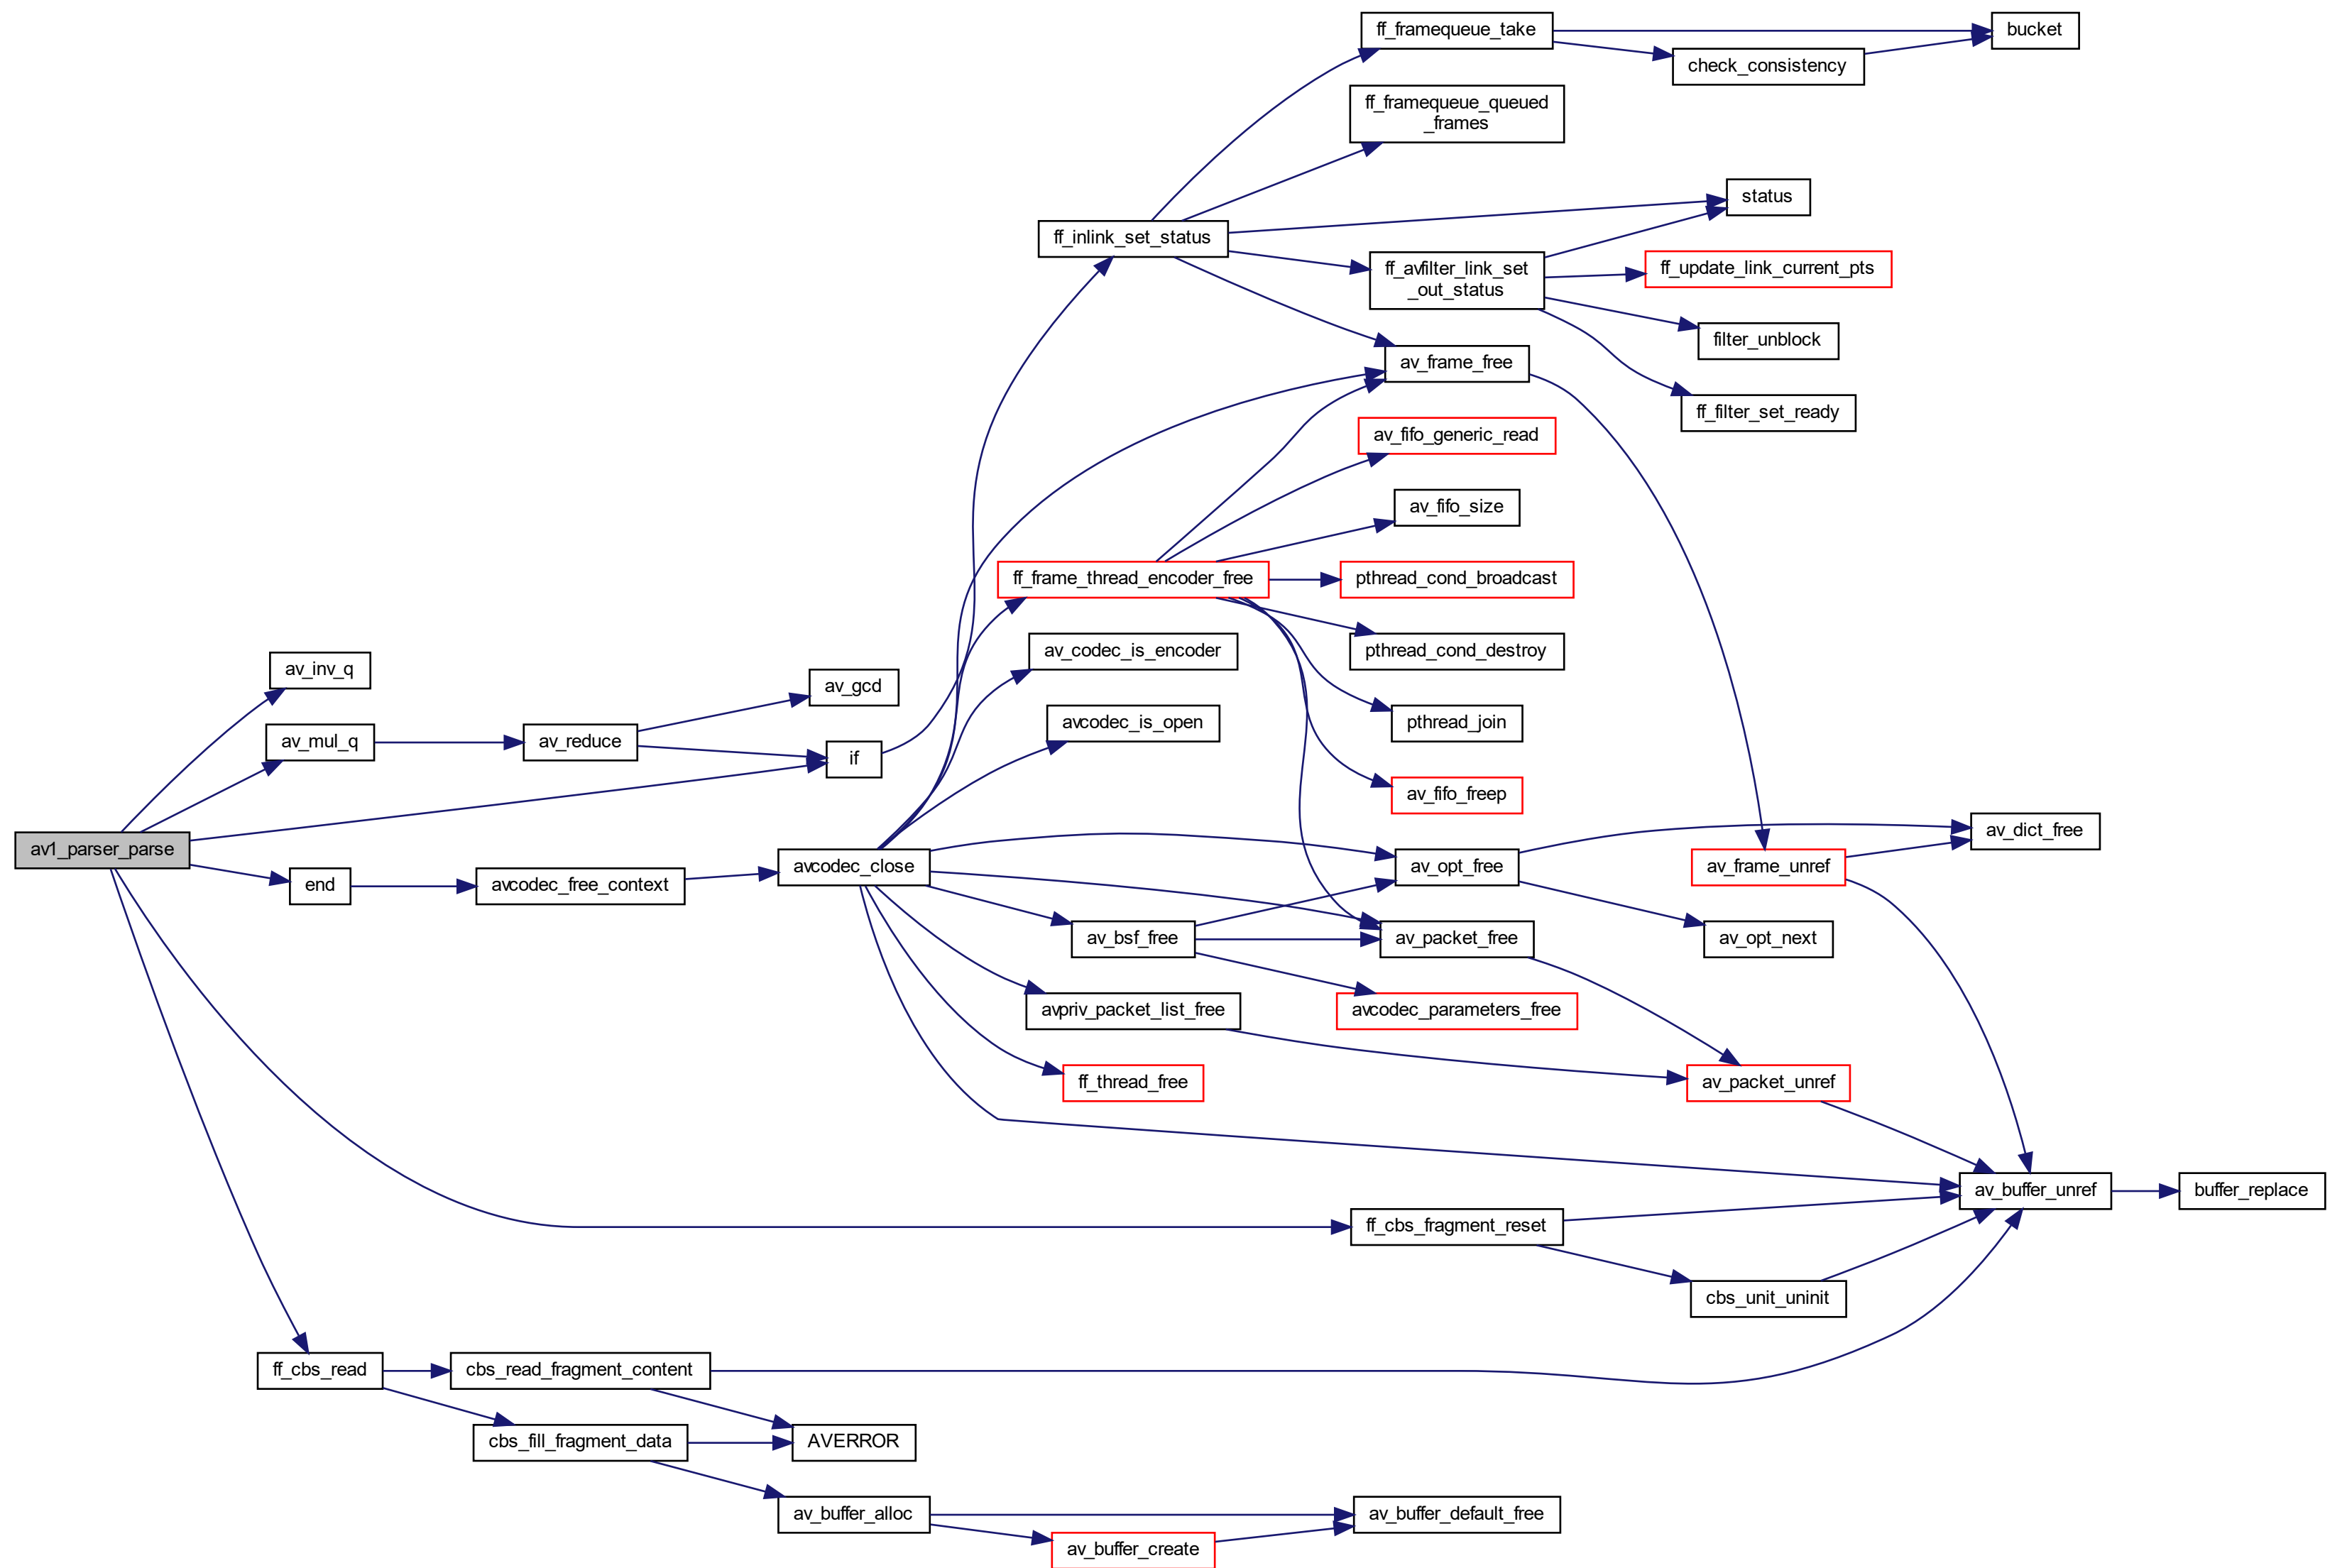 ff_framequeue_take
bucket
check_consistency
ff_framequeue_queued
_frames
status
ff_inlink_set_status
ff_avfilter_link_set
_out_status
ff_update_link_current_pts
filter_unblock
av_frame_free
ff_filter_set_ready
av_fifo_generic_read
av_fifo_size
ff_frame_thread_encoder_free
pthread_cond_broadcast
av_codec_is_encoder
pthread_cond_destroy
av_inv_q
av_gcd
avcodec_is_open
pthread_join
av_mul_q
av_reduce
if
av_fifo_freep
av_dict_free
av1_parser_parse
avcodec_close
av_opt_free
av_frame_unref
end
avcodec_free_context
av_bsf_free
av_packet_free
av_opt_next
avpriv_packet_list_free
avcodec_parameters_free
ff_thread_free
av_packet_unref
av_buffer_unref
buffer_replace
ff_cbs_fragment_reset
cbs_unit_uninit
ff_cbs_read
cbs_read_fragment_content
cbs_fill_fragment_data
AVERROR
av_buffer_alloc
av_buffer_default_free
av_buffer_create